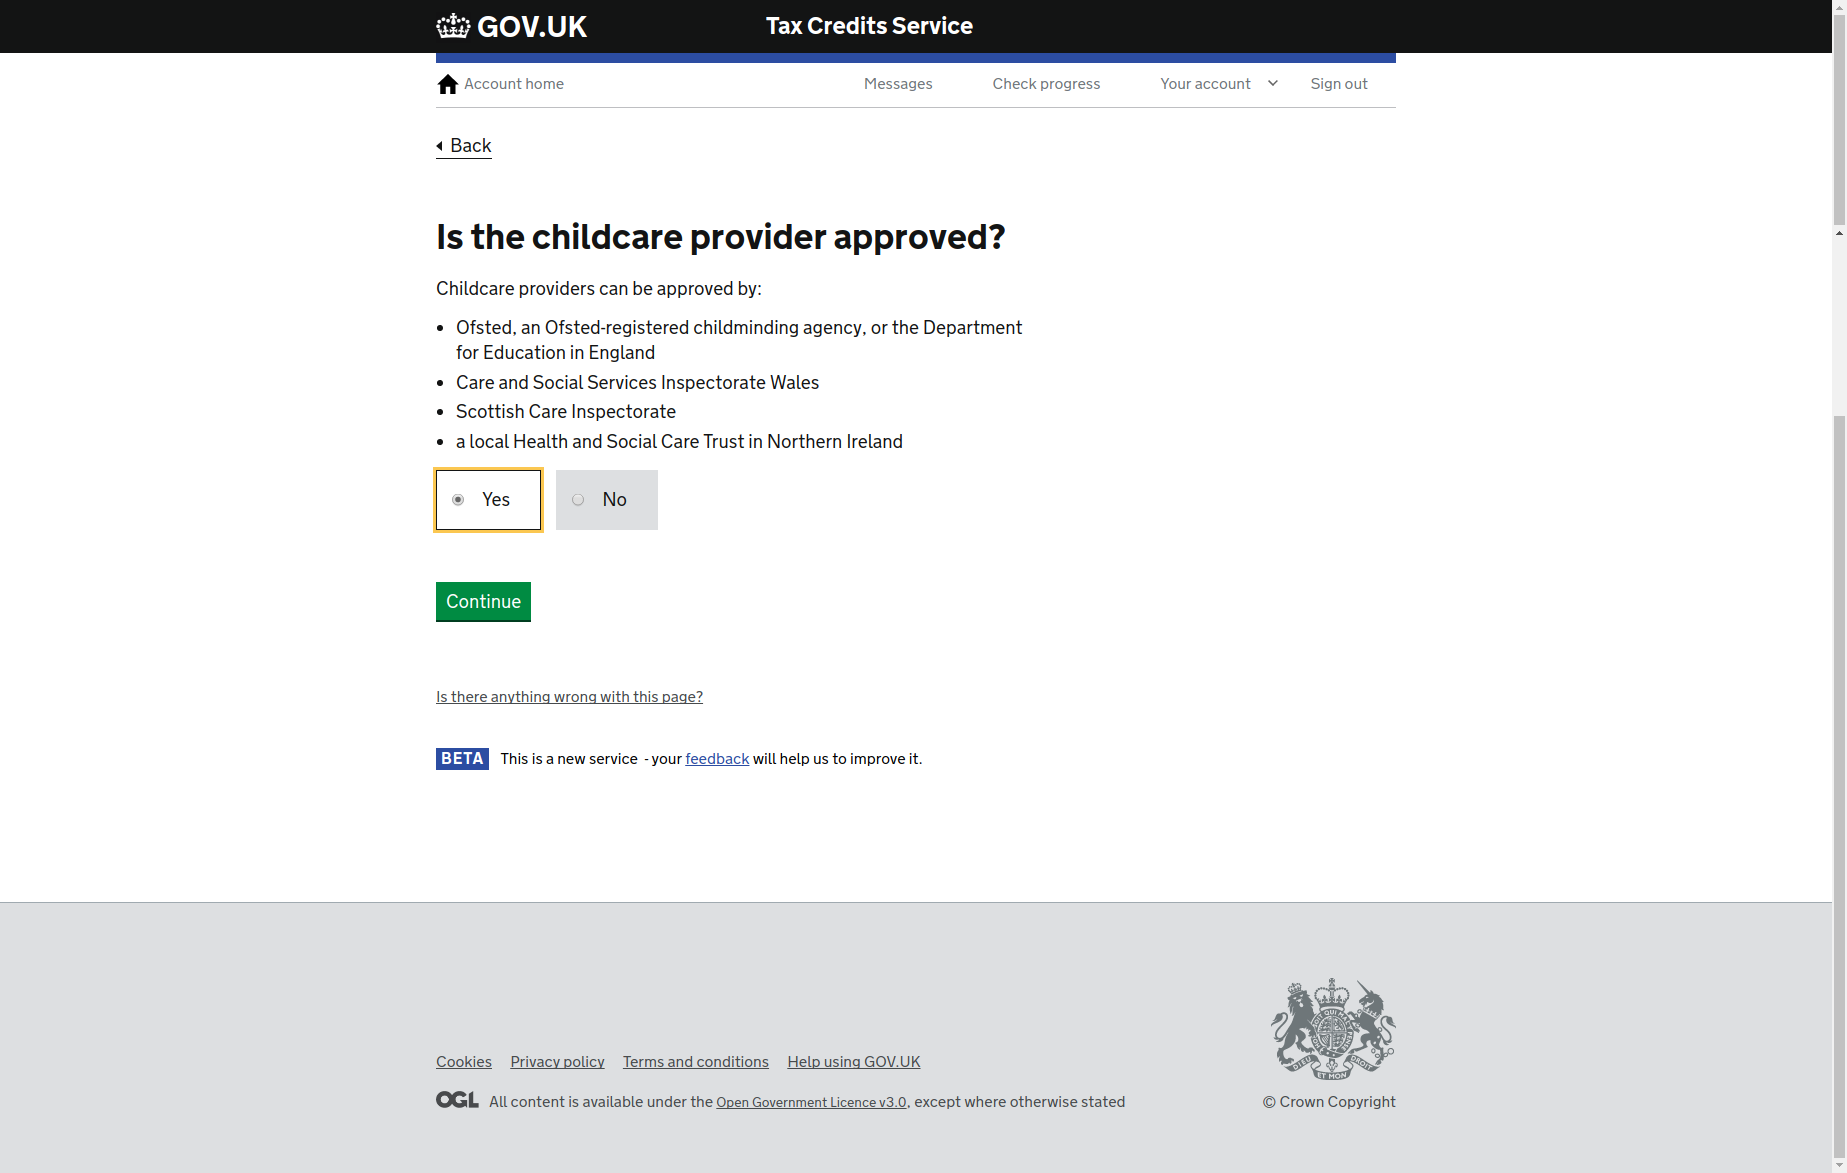 GOV.UK
Tax Credits Service
Account home
Messages
Check progress
Your account
Sign out
Back
Is the childcare provider approved?
Childcare providers can be approved by:
Ofsted, an Ofsted-registered childminding agency, or the Department
for Education in England
Care and Social Services Inspectorate Wales
Scottish Care Inspectorate
a local Health and Social Care Trust in Northern Ireland
Yes
No
Continue
Is there anything wrong with this page?
BETA This is a new service - your feedback will help us to improve it.
Cookies Privacy policy Terms and conditions Help using GOV.UK
OGL All content is available under the Open Government Licence v3.0, except where otherwise stated
DIEU ET MON DROIT
© Crown Copyright